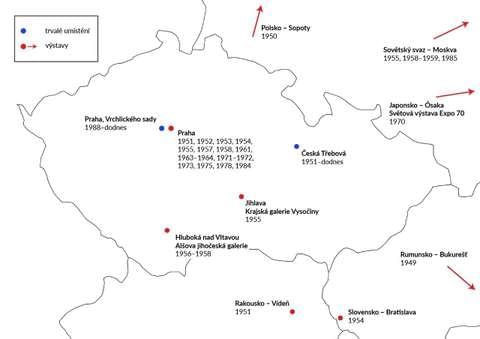 trvalé umístění
výstavy
Polsko – Sopoty
1950
Sovětský svaz – Moskva
1955, 1958–1959, 1985
Japonsko – Ósaka
Světová výstava Expo 70
1970
Praha, Vrchlického sady
1988–dodnes
Praha
1951, 1952, 1953, 1954,
1955, 1957, 1958, 1961,
1963–1964, 1971–1972,
1973, 1975, 1978, 1984
Česká Třebová
1951–dodnes
Jihlava
Krajská galerie Vysočiny
1955
Hluboká nad Vltavou
Alšova jihočeská galerie
1956–1958
Rumunsko – Bukurešť
1949
Rakousko – Vídeň
1951
Slovensko – Bratislava
1954